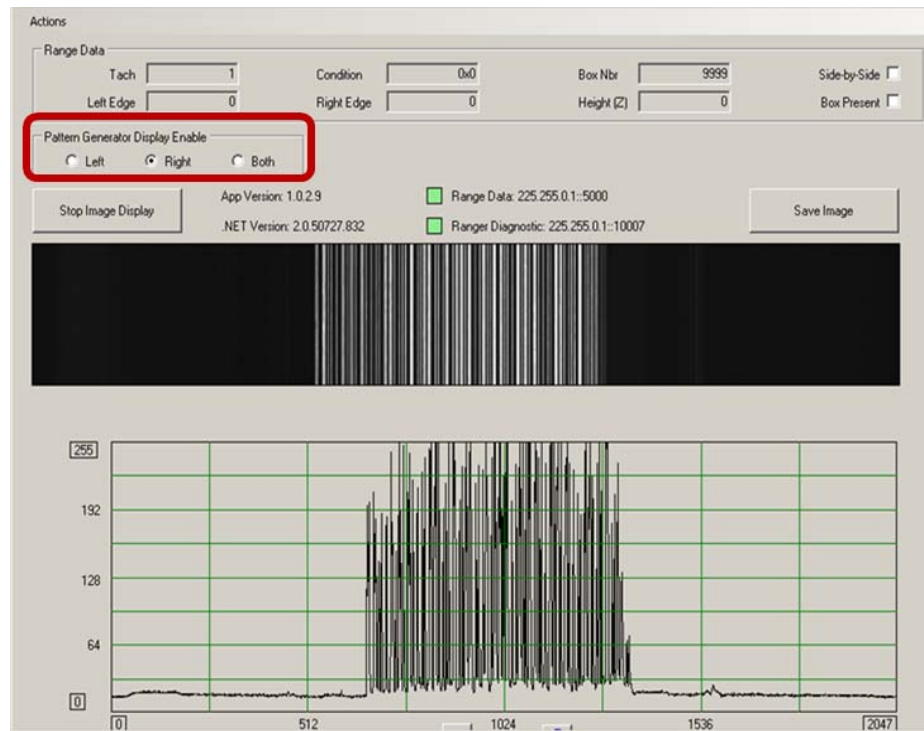 Actions
Range Data
Tach 1 Condition 0x0 Box Nbr 9999 Side-by-Side
Left Edge 0 Right Edge 0 Height (Z) 0 Box Present
Pattern Generator Display Enable
Left Right Both
Stop Image Display App Version: 1.0.2.9 Range Data: 225.255.0.1::5000 Save Image
.NET Version: 2.0.50727.832 Ranger Diagnostic: 225.255.0.1::10007
255
192
128
64
0
0 512 1024 1536 2047